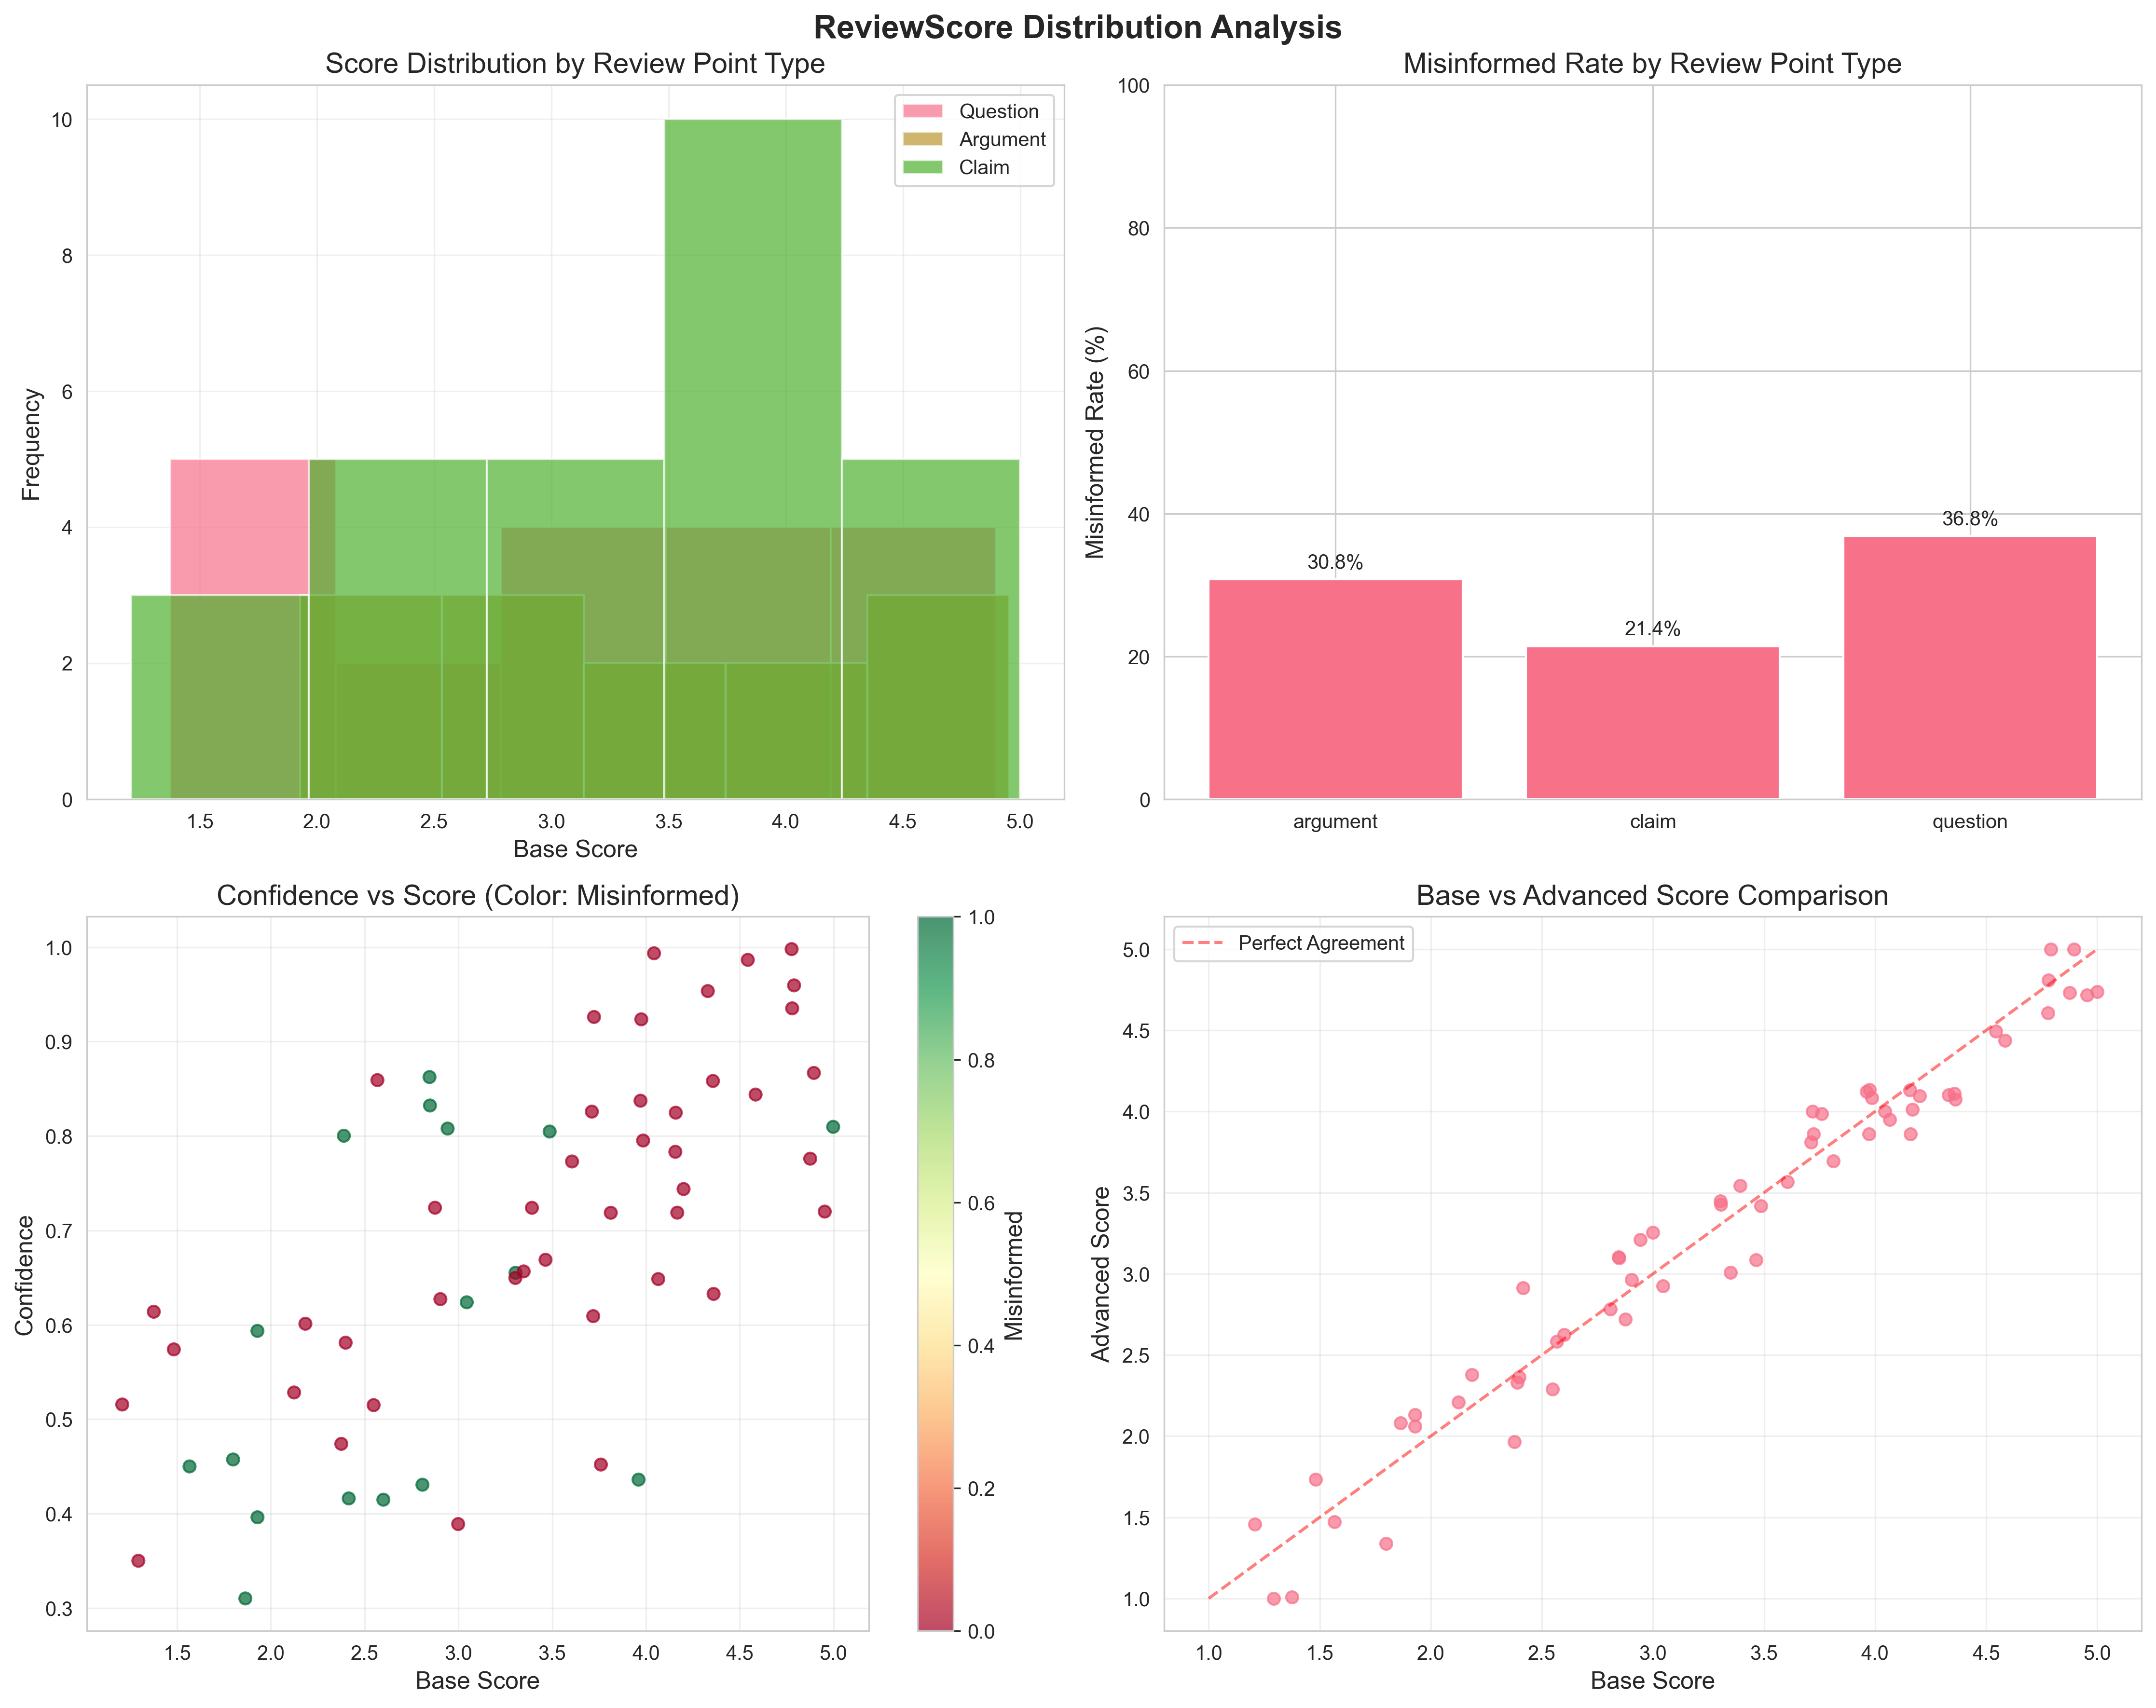 ReviewScore Distribution Analysis
Score Distribution by Review Point Type
Question
Argument
Claim
10
8
6
4
2
0
Frequency
1.5 2.0 2.5 3.0 3.5 4.0 4.5 5.0
Base Score
Misinformed Rate by Review Point Type
100
80
60
40
20
0
Misinformed Rate (%)
30.8%
21.4%
36.8%
argument claim question
Confidence vs Score (Color: Misinformed)
1.0
0.9
0.8
0.7
0.6
0.5
0.4
0.3
Confidence
1.5 2.0 2.5 3.0 3.5 4.0 4.5 5.0
Base Score
1.0
0.8
0.6
0.4
0.2
0.0
Misinformed
Base vs Advanced Score Comparison
Perfect Agreement
5.0
4.5
4.0
3.5
3.0
2.5
2.0
1.5
1.0
Advanced Score
1.0 1.5 2.0 2.5 3.0 3.5 4.0 4.5 5.0
Base Score